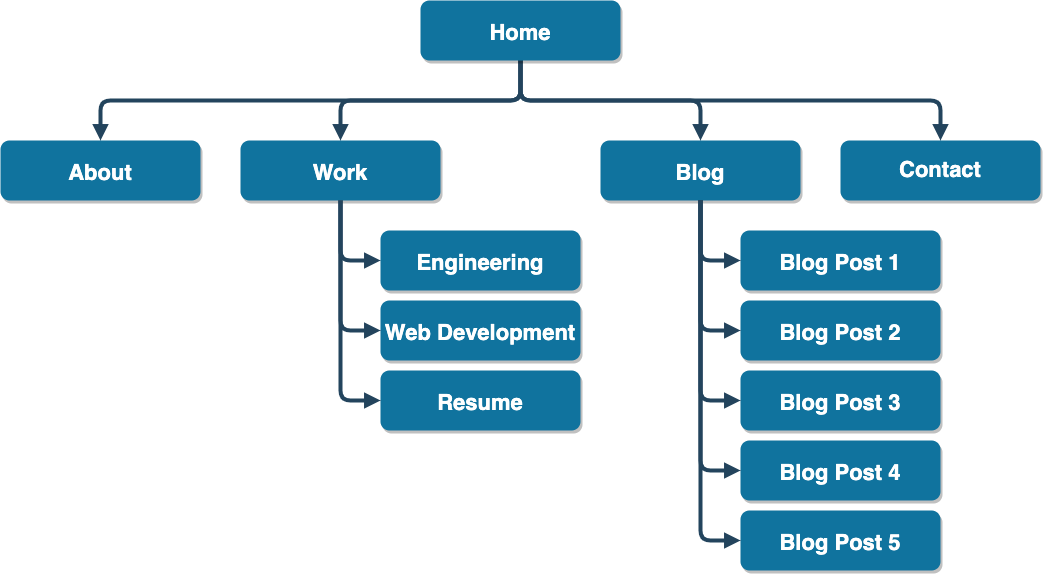 Home
About
Work
Blog
Contact
Engineering
Web Development
Resume
Blog Post 1
Blog Post 2
Blog Post 3
Blog Post 4
Blog Post 5